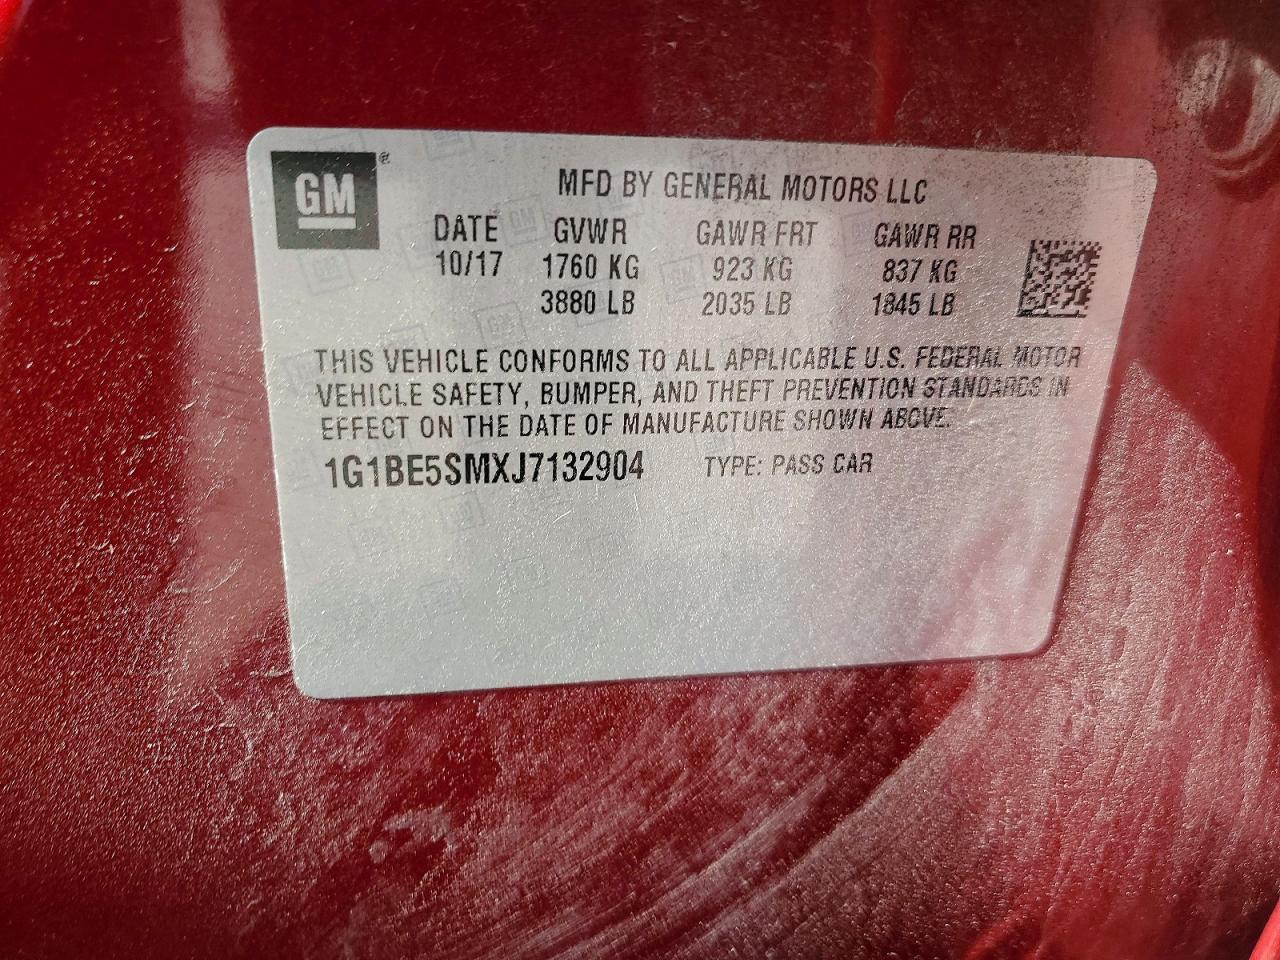 GM®
MFD BY GENERAL MOTORS LLC
DATE GVWR GAWR FRT GAWR RR
10/17 1760 KG 923 KG 837 KG
3880 LB 2035 LB 1845 LB
THIS VEHICLE CONFORMS TO ALL APPLICABLE U.S. FEDERAL MOTOR
VEHICLE SAFETY, BUMPER, AND THEFT PREVENTION STANDARDS IN
EFFECT ON THE DATE OF MANUFACTURE SHOWN ABOVE.
1G1BE5SMXJ7132904 TYPE: PASS CAR